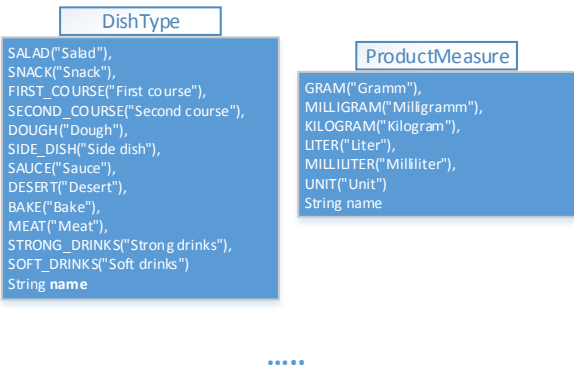 DishType
SALAD("Salad"),
SNACK("Snack"),
FIRST_COURSE("First course"),
SECOND_COURSE("Second course"),
DOUGH("Dough"),
SIDE_DISH("Side dish"),
SAUCE("Sauce"),
DESERT("Desert"),
BAKE("Bake"),
MEAT("Meat"),
STRONG_DRINKS("Strong drinks"),
SOFT_DRINKS("Soft drinks")
String name
ProductMeasure
GRAM("Gramm"),
MILLIGRAM("Milligramm"),
KILOGRAM("Kilogram"),
LITER("Liter"),
MILLILITER("Milliliter"),
UNIT("Unit")
String name
.....